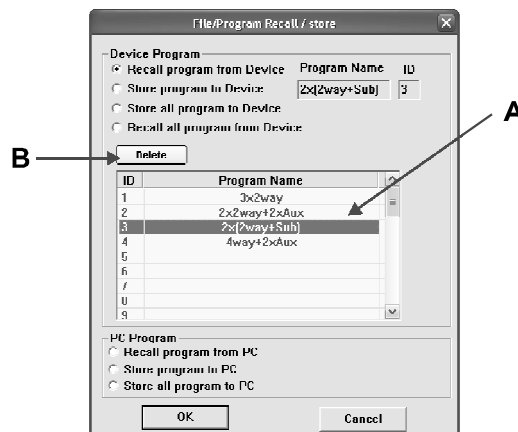 File/Program Recall / store
Device Program
Recall program from Device Program Name ID
Store program to Device 2x(2way+Sub) 3
Store all program to Device
Recall all program from Device
A
B
Delete
ID Program Name
1 3x2way
2 2x2way+2xAux
3 2x(2way+Sub)
4 4way+2xAux
5
6
7
8
9
PC Program
Recall program from PC
Store program to PC
Store all program to PC
OK Cancel